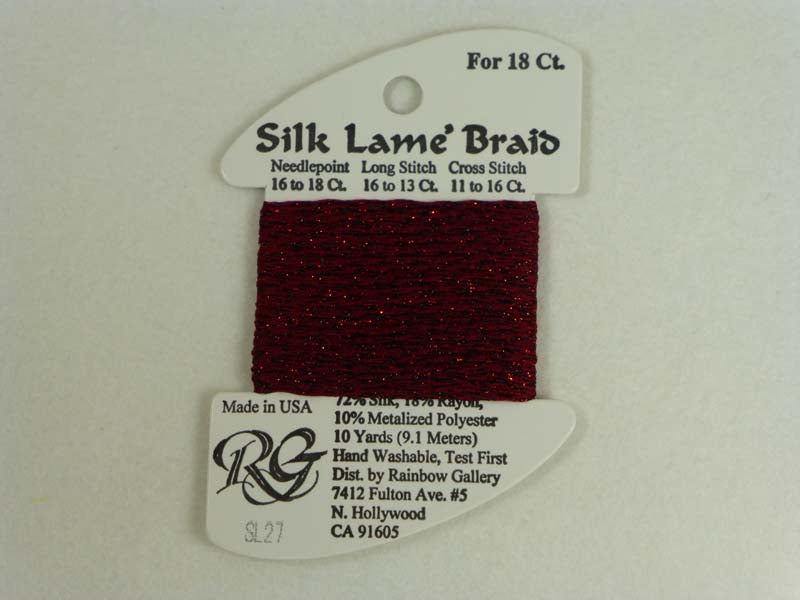 For 18 Ct.
Silk Lame' Braid
Needlepoint Long Stitch Cross Stitch
16 to 18 Ct. 16 to 13 Ct. 11 to 16 Ct.
Made in USA
72% Silk, 18% Rayon,
10% Metalized Polyester
10 Yards (9.1 Meters)
Hand Washable, Test First
Dist. by Rainbow Gallery
7412 Fulton Ave. #5
N. Hollywood
CA 91605
RG
SL27